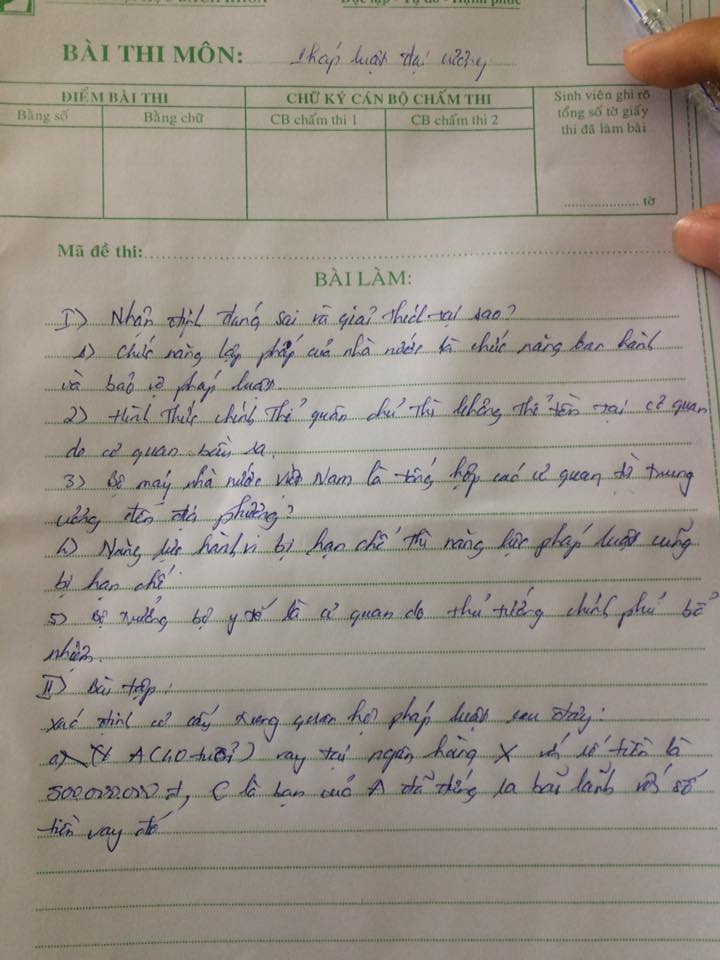 BÀI THI MÔN: Pháp luật đại cương
ĐIỂM BÀI THI
CHỮ KÝ CÁN BỘ CHẤM THI
Sinh viên ghi rõ
tổng số tờ giấy
thi đã làm bài
Bằng số
Bằng chữ
CB chấm thi 1
CB chấm thi 2
.................... tờ
Mã đề thi:
BÀI LÀM:
I) Nhận định đúng sai và giải thích tại sao?
1) Chức năng lập pháp của nhà nước là chức năng ban hành
và bảo vệ pháp luật.
2) Hình thức chính thể quân chủ thì không thể tồn tại cơ quan
do cơ quan bầu ra.
3) Bộ máy nhà nước Việt Nam là tổng hợp các cơ quan từ trung
ương đến địa phương?
4) Năng lực hành vi bị hạn chế thì năng lực pháp luật cũng
bị hạn chế
5) Bộ trưởng bộ y tế là cơ quan do thủ tướng chính phủ bổ
nhiệm.
II) Bài tập:
Xác định cơ cấu trong quan hệ pháp luật sau đây:
a) A (40 tuổi) vay tại ngân hàng X với số tiền là
500.000.000 đ, C là bạn của A đã đứng ra bảo lãnh với số
tiền vay đó